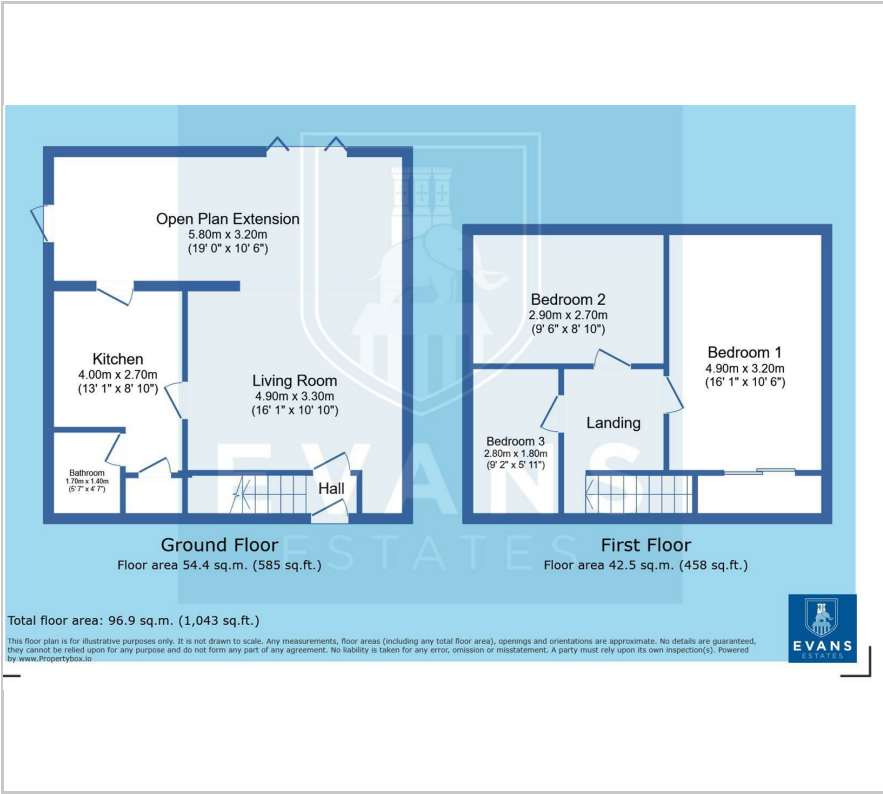 Open Plan Extension
5.80m x 3.20m
(19' 0" x 10' 6")
Kitchen
4.00m x 2.70m
(13' 1" x 8' 10")
Living Room
4.90m x 3.30m
(16' 1" x 10' 10")
Bathroom
1.70m x 1.40m
(5' 7" x 4' 7")
Hall
Ground Floor
Floor area 54.4 sq.m. (585 sq.ft.)
Bedroom 2
2.90m x 2.70m
(9' 6" x 8' 10")
Bedroom 1
4.90m x 3.20m
(16' 1" x 10' 6")
Landing
Bedroom 3
2.80m x 1.80m
(9' 2" x 5' 11")
First Floor
Floor area 42.5 sq.m. (458 sq.ft.)
EVANS
ESTATES
Total floor area: 96.9 sq.m. (1,043 sq.ft.)
This floor plan is for illustrative purposes only. It is not drawn to scale. Any measurements, floor areas (including any total floor area), openings and orientations are approximate. No details are guaranteed,
they cannot be relied upon for any purpose and do not form any part of any agreement. No liability is taken for any error, omission or misstatement. A party must rely upon its own inspection(s). Powered
by www.Propertybox.io
EVANS
ESTATES